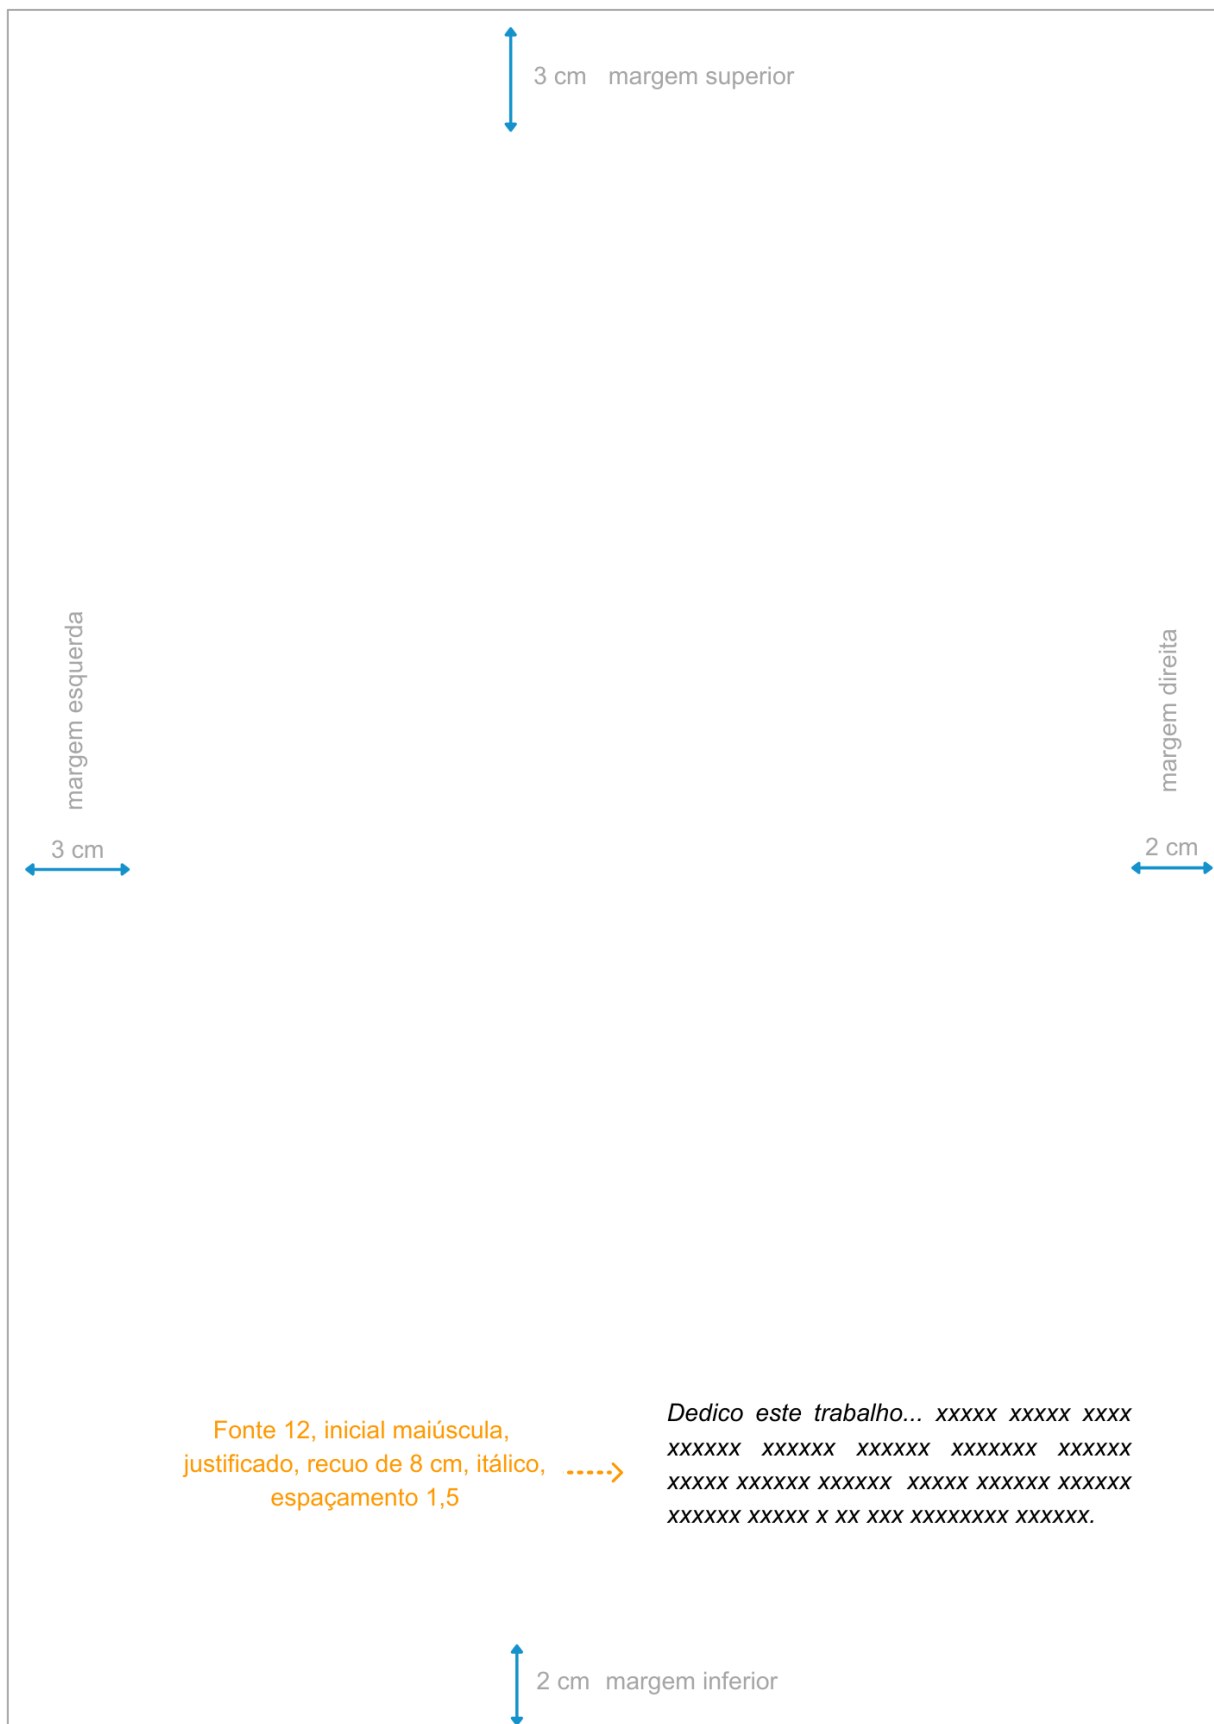 3 cm margem superior
margem esquerda
3 cm
margem direita
2 cm
Fonte 12, inicial maiúscula,
justificado, recuo de 8 cm, itálico,
espaçamento 1,5
Dedico este trabalho... xxxxx xxxxx xxxx
xxxxxx xxxxxx xxxxxx xxxxxxx xxxxxx
xxxxx xxxxxx xxxxxx xxxxx xxxxxx xxxxxx
xxxxxx xxxxx x xx xxx xxxxxxxx xxxxxx.
2 cm margem inferior